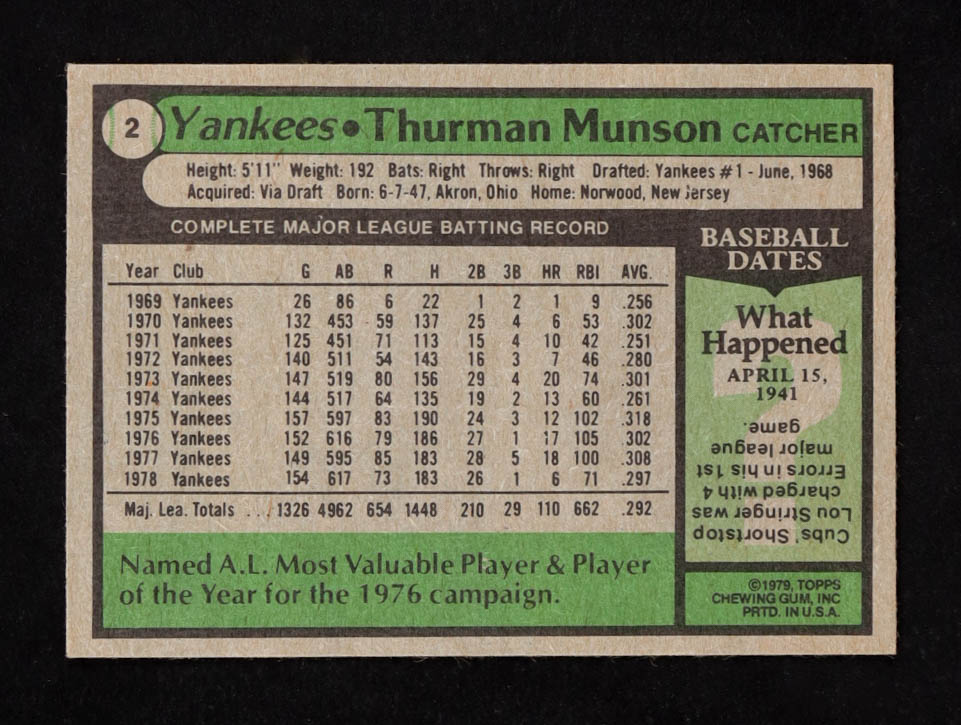 2 Yankees • Thurman Munson CATCHER
Height: 5'11" Weight: 192 Bats: Right Throws: Right Drafted: Yankees #1 - June, 1968
Acquired: Via Draft Born: 6-7-47, Akron, Ohio Home: Norwood, New Jersey
COMPLETE MAJOR LEAGUE BATTING RECORD
Year Club G AB R H 2B 3B HR RBI AVG.
1969 Yankees 26 86 6 22 1 2 1 9 .256
1970 Yankees 132 453 59 137 25 4 6 53 .302
1971 Yankees 125 451 71 113 15 4 10 42 .251
1972 Yankees 140 511 54 143 16 3 7 46 .280
1973 Yankees 147 519 80 156 29 4 20 74 .301
1974 Yankees 144 517 64 135 19 2 13 60 .261
1975 Yankees 157 597 83 190 24 3 12 102 .318
1976 Yankees 152 616 79 186 27 1 17 105 .302
1977 Yankees 149 595 85 183 28 5 18 100 .308
1978 Yankees 154 617 73 183 26 1 6 71 .297
Maj. Lea. Totals ... 1326 4962 654 1448 210 29 110 662 .292
Named A.L. Most Valuable Player & Player
of the Year for the 1976 campaign.
BASEBALL
DATES
What
Happened
APRIL 15,
1941
Cubs' Shortstop
Lou Stringer was
charged with 4
Errors in his 1st
major league
game.
©1979, TOPPS
CHEWING GUM, INC
PRTD. IN U.S.A.